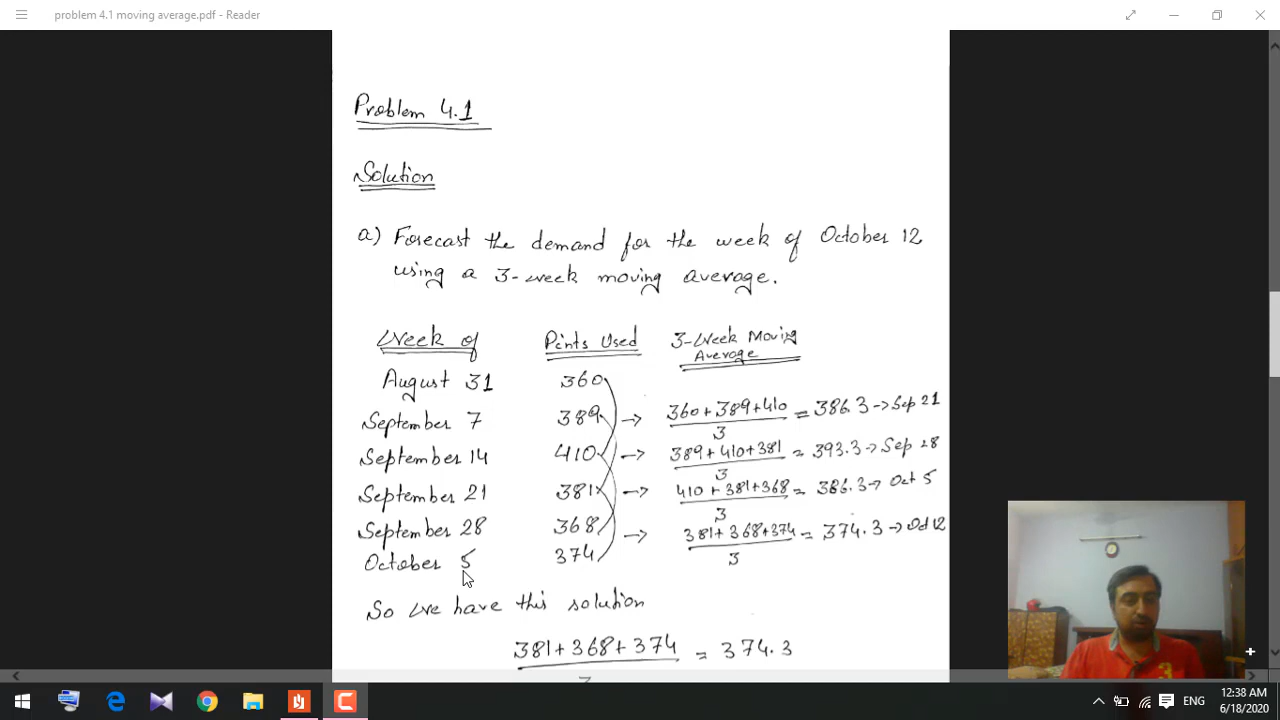 problem 4.1 moving average.pdf - Reader
Problem 4.1
Solution
a) Forecast the demand for the week of October 12
using a 3-week moving average.
Week of Pints Used 3-Week Moving Average
August 31 360
September 7 389 → 360+389+410 / 3 = 386.3 → Sep 21
September 14 410 → 389+410+381 / 3 = 393.3 → Sep 28
September 21 381 → 410+381+368 / 3 = 386.3 → Oct 5
September 28 368 → 381+368+374 / 3 = 374.3 → Oct 12
October 5 374
So we have this solution
381+368+374 / 3 = 374.3
ENG
12:38 AM
6/18/2020